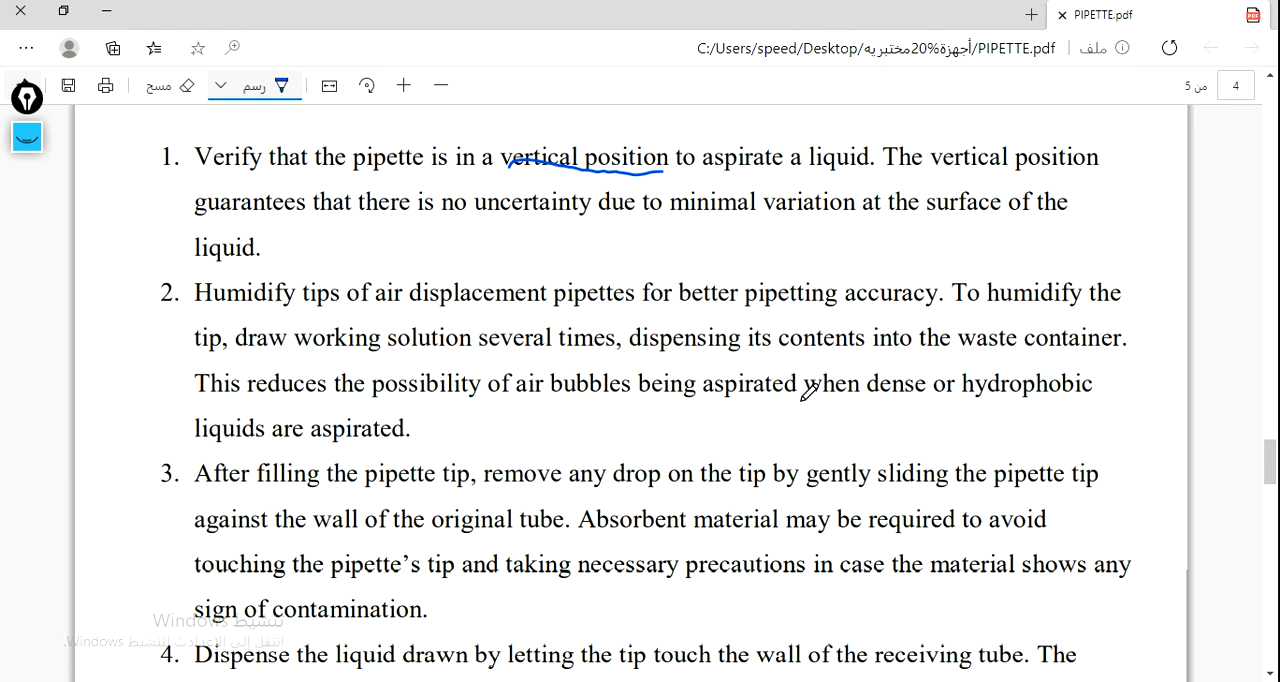 PIPETTE.pdf
C:/Users/speed/Desktop/أجهزة%20مختبريه/PIPETTE.pdf
ملف
مسح
رسم
5 من
4
1. Verify that the pipette is in a vertical position to aspirate a liquid. The vertical position
guarantees that there is no uncertainty due to minimal variation at the surface of the
liquid.
2. Humidify tips of air displacement pipettes for better pipetting accuracy. To humidify the
tip, draw working solution several times, dispensing its contents into the waste container.
This reduces the possibility of air bubbles being aspirated when dense or hydrophobic
liquids are aspirated.
3. After filling the pipette tip, remove any drop on the tip by gently sliding the pipette tip
against the wall of the original tube. Absorbent material may be required to avoid
touching the pipette’s tip and taking necessary precautions in case the material shows any
sign of contamination.
تنشيط Windows
انتقل إلى الإعدادات لتنشيط Windows.
4. Dispense the liquid drawn by letting the tip touch the wall of the receiving tube. The